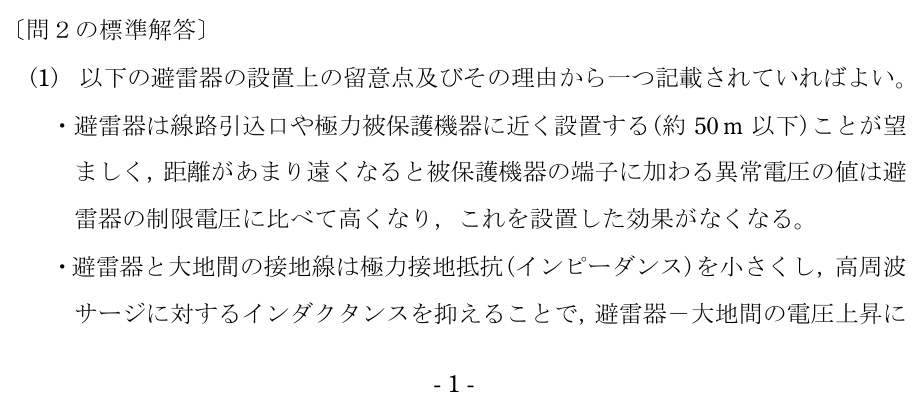 〔問２の標準解答〕
(1) 以下の避雷器の設置上の留意点及びその理由から一つ記載されていればよい。
・避雷器は線路引込口や極力被保護機器に近く設置する(約 50 m 以下)ことが望
ましく, 距離があまり遠くなると被保護機器の端子に加わる異常電圧の値は避
雷器の制限電圧に比べて高くなり, これを設置した効果がなくなる。
・避雷器と大地間の接地線は極力接地抵抗(インピーダンス)を小さくし, 高周波
サージに対するインダクタンスを抑えることで, 避雷器－大地間の電圧上昇に
- 1 -